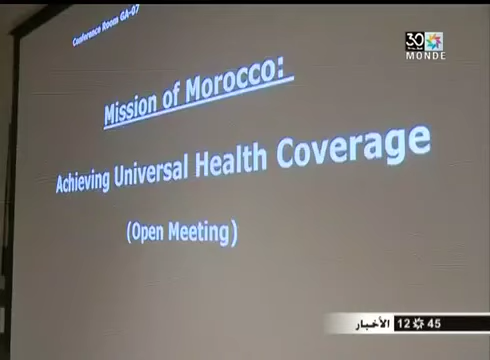 Conference Room GA-07
30
MONDE
Mission of Morocco:
Achieving Universal Health Coverage
(Open Meeting)
الأخبار 12 45